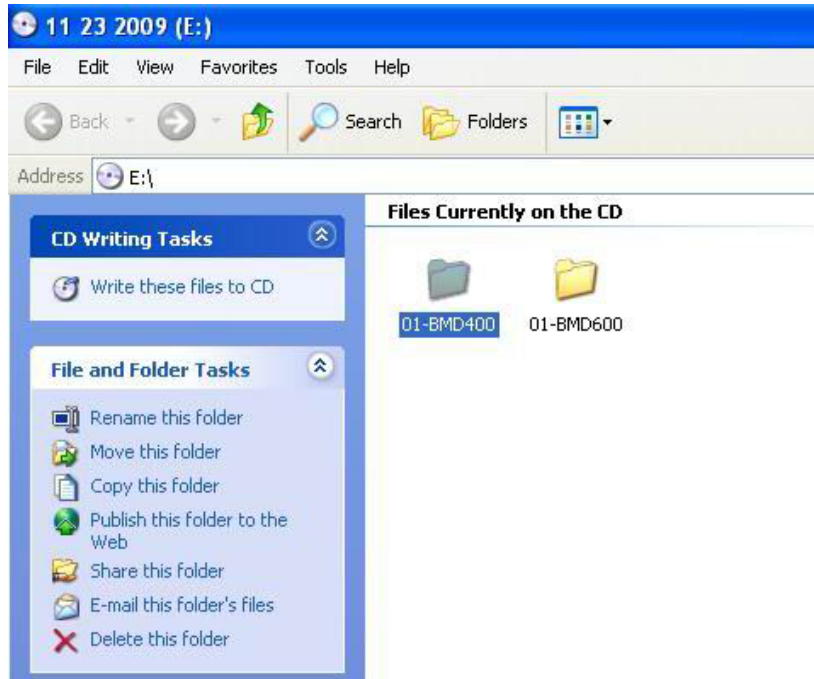 11 23 2009 (E:)
File Edit View Favorites Tools Help
Back Search Folders
Address E:\
CD Writing Tasks
Write these files to CD
File and Folder Tasks
Rename this folder
Move this folder
Copy this folder
Publish this folder to the
Web
Share this folder
E-mail this folder's files
Delete this folder
Files Currently on the CD
01-BMD400 01-BMD600